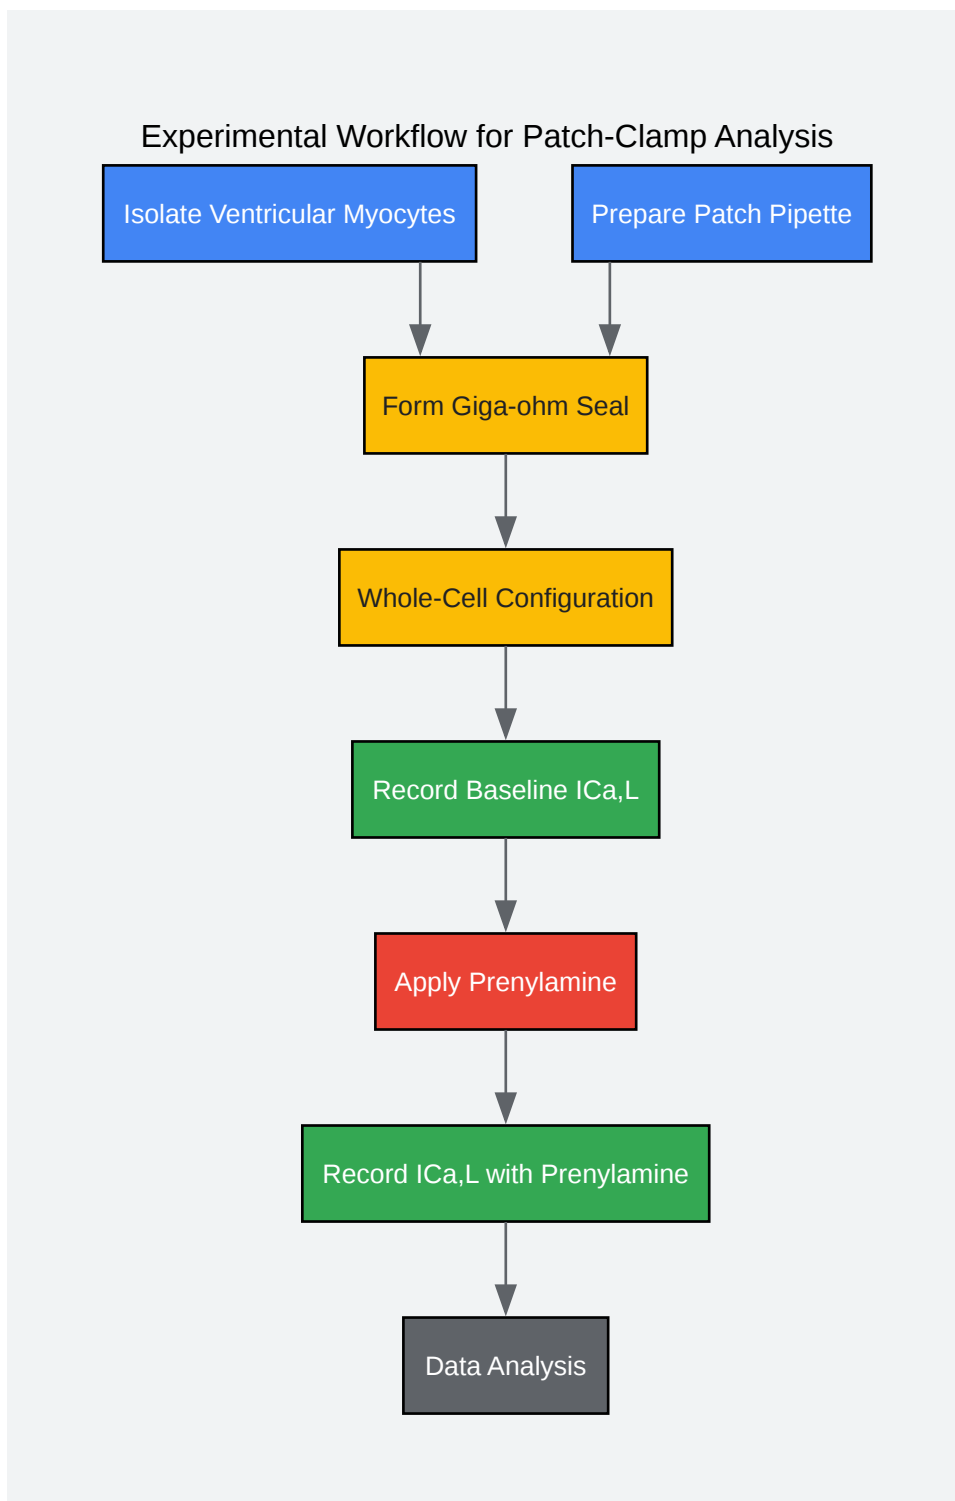 Experimental Workflow for Patch-Clamp Analysis
Isolate Ventricular Myocytes
Prepare Patch Pipette
Form Giga-ohm Seal
Whole-Cell Configuration
Record Baseline ICa,L
Apply Prenylamine
Record ICa,L with Prenylamine
Data Analysis